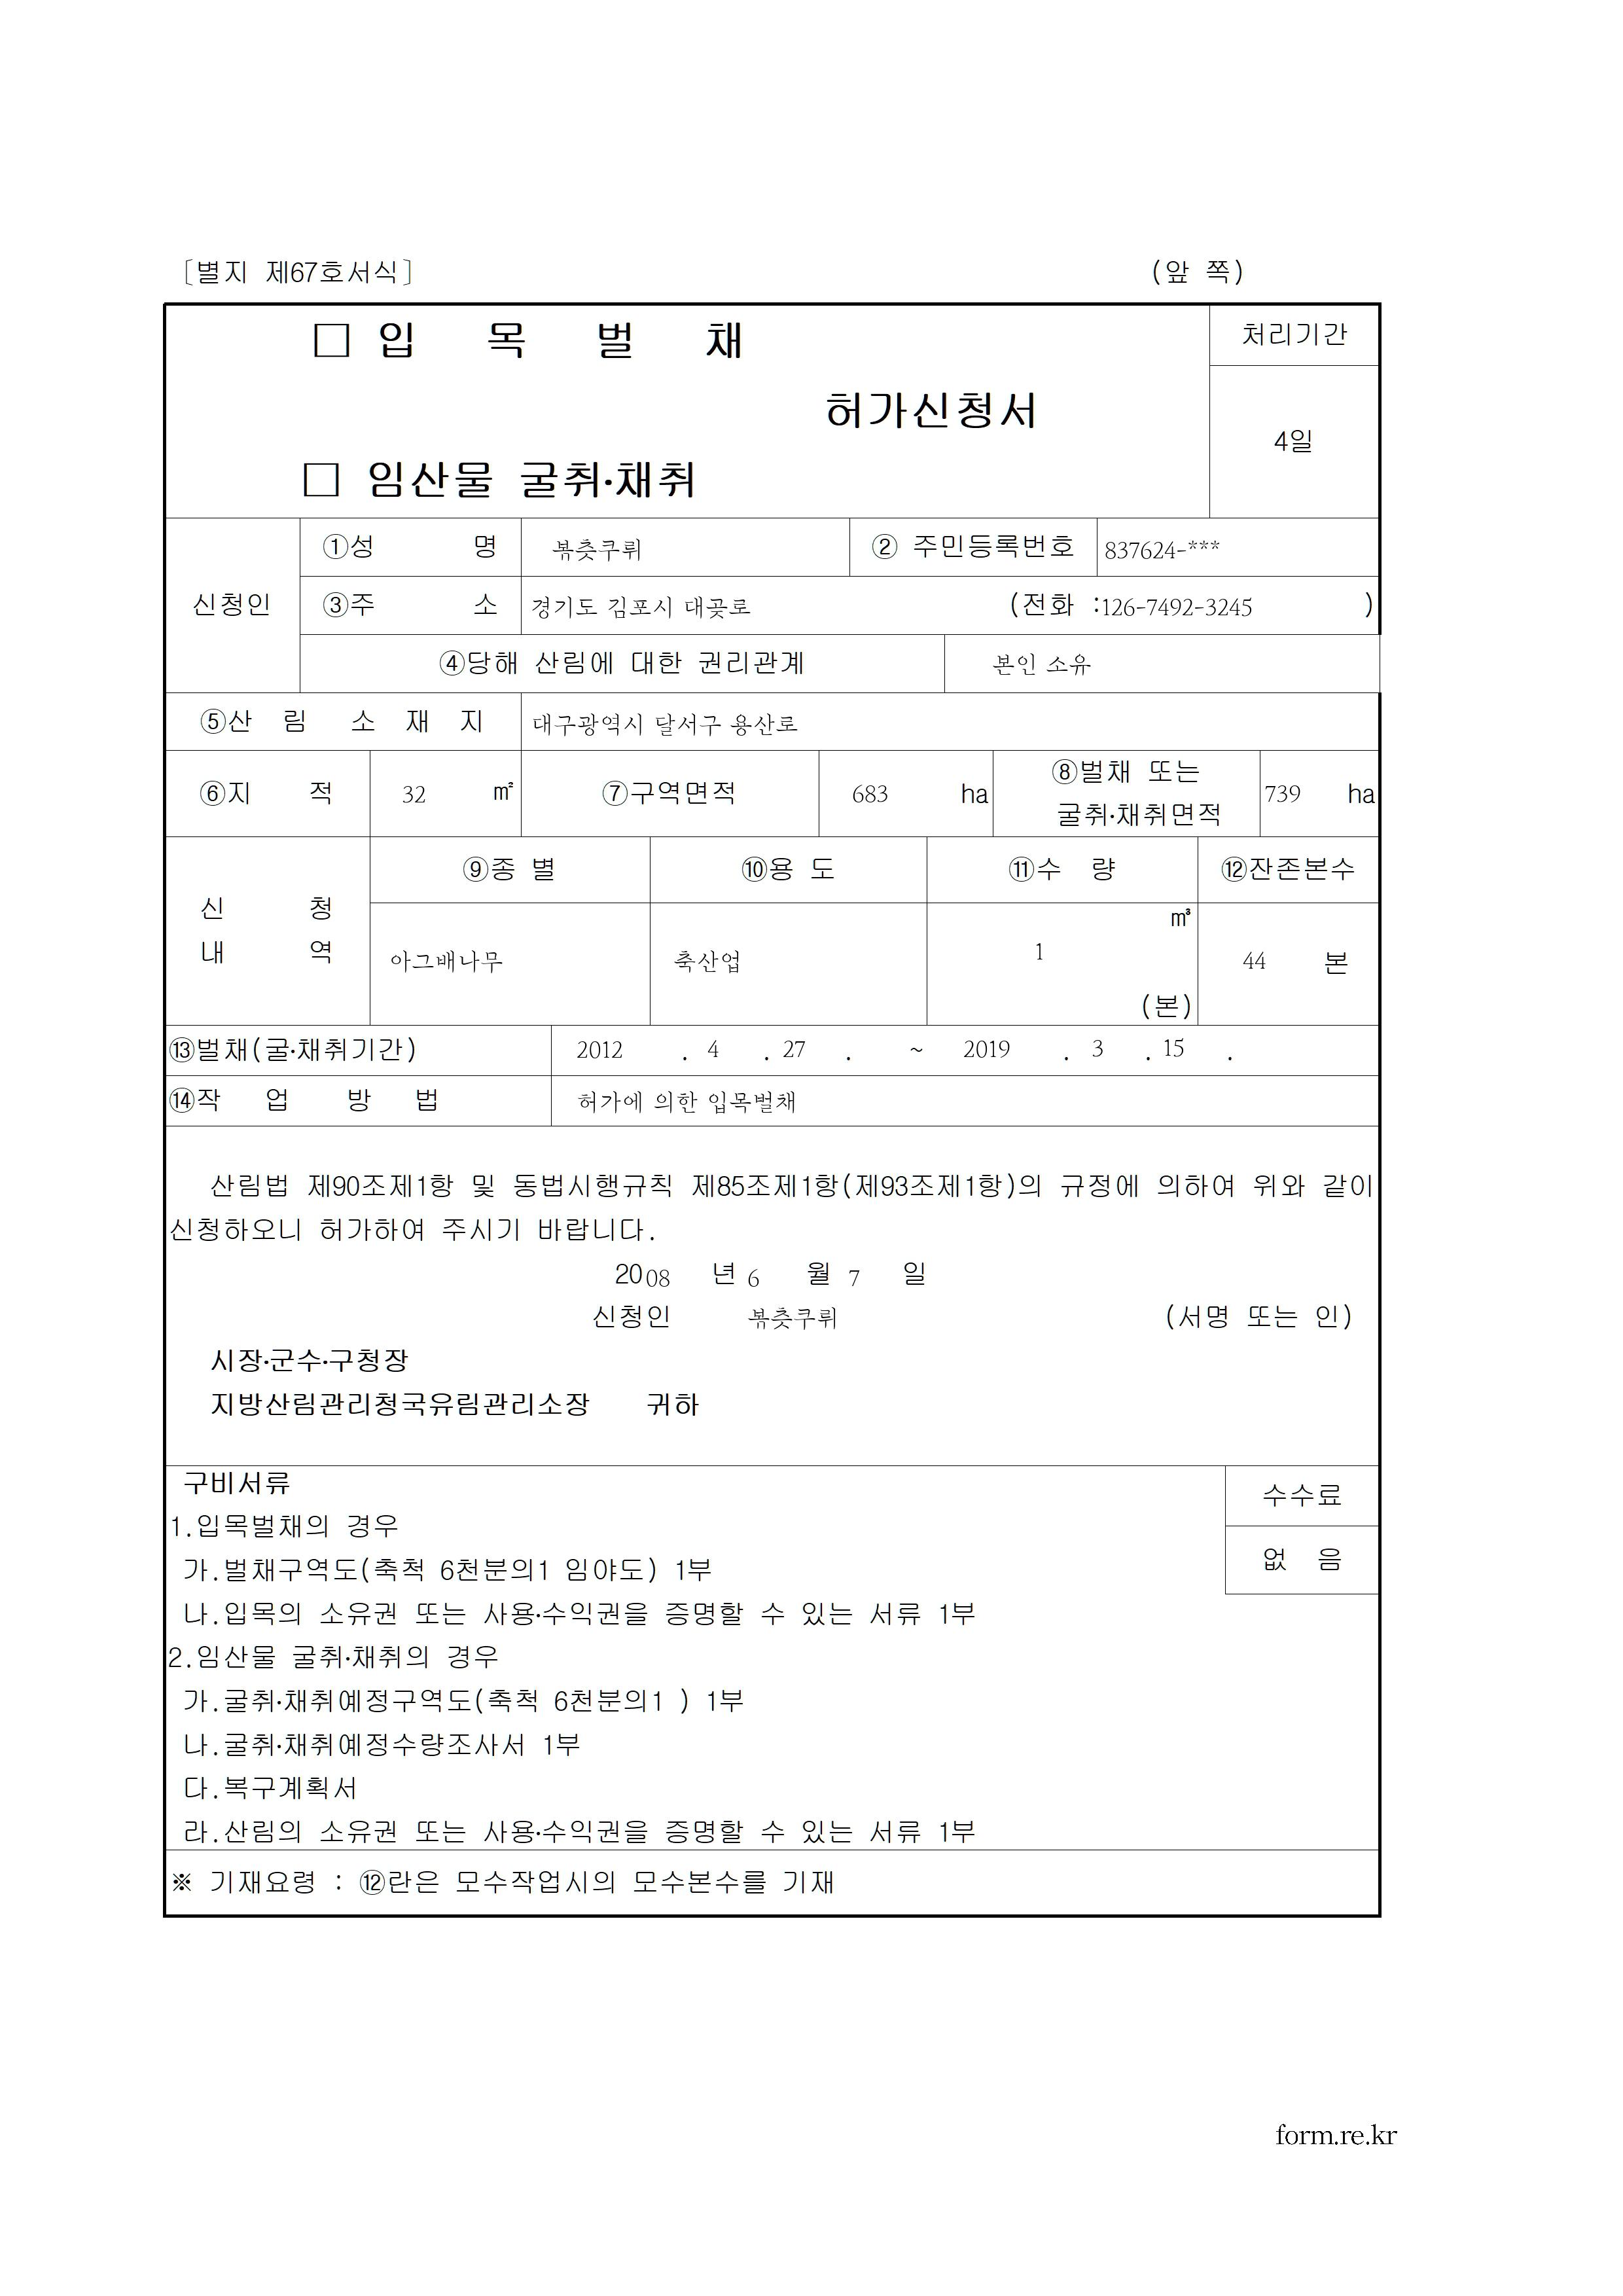 [별지 제67호서식] (앞 쪽)
□ 입 목 벌 채
처리기간
허가신청서
4일
□ 임산물 굴취·채취
신청인
①성 명 ② 주민등록번호 837624-***
③주 소 경기도 김포시 대곶로 (전화 :126-7492-3245 )
④당해 산림에 대한 권리관계 본인 소유
⑤산 림 소 재 지 대구광역시 달서구 용산로
⑥지 적 32 ㎡ ⑦구역면적 683 ha ⑧벌채 또는 굴취·채취면적 739 ha
신 청 내 역
⑨종 별 ⑩용 도 ⑪수 량 ⑫잔존본수
아그배나무 축산업 1 ㎥ (본) 44 본
⑬벌채(굴·채취기간) 2012 . 4 . 27 . ~ 2019 . 3 . 15 .
⑭작 업 방 법 허가에 의한 입목벌채
산림법 제90조제1항 및 동법시행규칙 제85조제1항(제93조제1항)의 규정에 의하여 위와 같이
신청하오니 허가하여 주시기 바랍니다.
2008 년 6 월 7 일
신청인 (서명 또는 인)
시장·군수·구청장
지방산림관리청국유림관리소장 귀하
구비서류
수수료
1.입목벌채의 경우
없 음
가.벌채구역도(축척 6천분의1 임야도) 1부
나.입목의 소유권 또는 사용·수익권을 증명할 수 있는 서류 1부
2.임산물 굴취·채취의 경우
가.굴취·채취예정구역도(축척 6천분의1 ) 1부
나.굴취·채취예정수량조사서 1부
다.복구계획서
라.산림의 소유권 또는 사용·수익권을 증명할 수 있는 서류 1부
※ 기재요령 : ⑫란은 모수작업시의 모수본수를 기재
form.re.kr